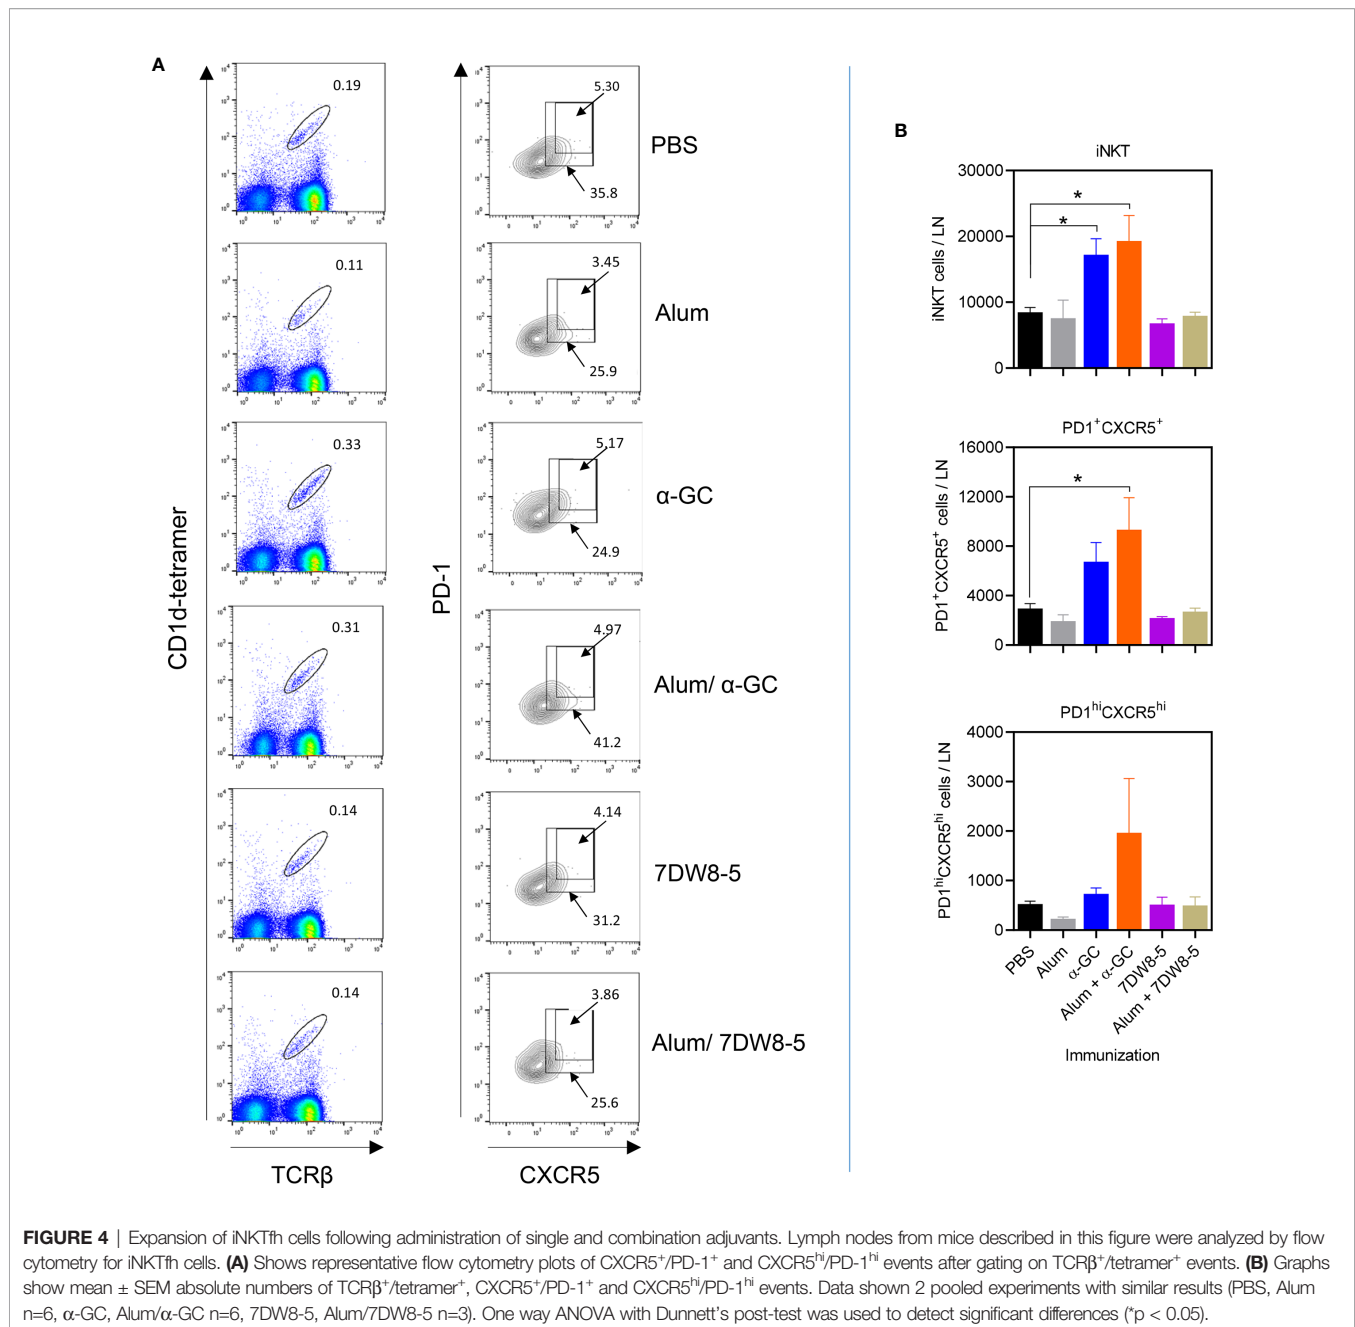 A
CD1d-tetramer
TCRβ
PD-1
CXCR5
0.19
5.30
35.8
PBS
0.11
3.45
25.9
Alum
0.33
5.17
24.9
α-GC
0.31
4.97
41.2
Alum/ α-GC
0.14
4.14
31.2
7DW8-5
0.14
3.86
25.6
Alum/ 7DW8-5
B
iNKT
iNKT cells / LN
30000
20000
10000
0
*
*
PD1⁺CXCR5⁺
PD1⁺CXCR5⁺ cells / LN
16000
12000
8000
4000
0
*
PD1ʰⁱCXCR5ʰⁱ
PD1ʰⁱCXCR5ʰⁱ cells / LN
4000
3000
2000
1000
0
PBS
Alum
α-GC
Alum + α-GC
7DW8-5
Alum + 7DW8-5
Immunization
FIGURE 4 | Expansion of iNKTfh cells following administration of single and combination adjuvants. Lymph nodes from mice described in this figure were analyzed by flow
cytometry for iNKTfh cells. (A) Shows representative flow cytometry plots of CXCR5⁺/PD-1⁺ and CXCR5ʰⁱ/PD-1ʰⁱ events after gating on TCRβ⁺/tetramer⁺ events. (B) Graphs
show mean ± SEM absolute numbers of TCRβ⁺/tetramer⁺, CXCR5⁺/PD-1⁺ and CXCR5ʰⁱ/PD-1ʰⁱ events. Data shown 2 pooled experiments with similar results (PBS, Alum
n=6, α-GC, Alum/α-GC n=6, 7DW8-5, Alum/7DW8-5 n=3). One way ANOVA with Dunnett’s post-test was used to detect significant differences (*p < 0.05).